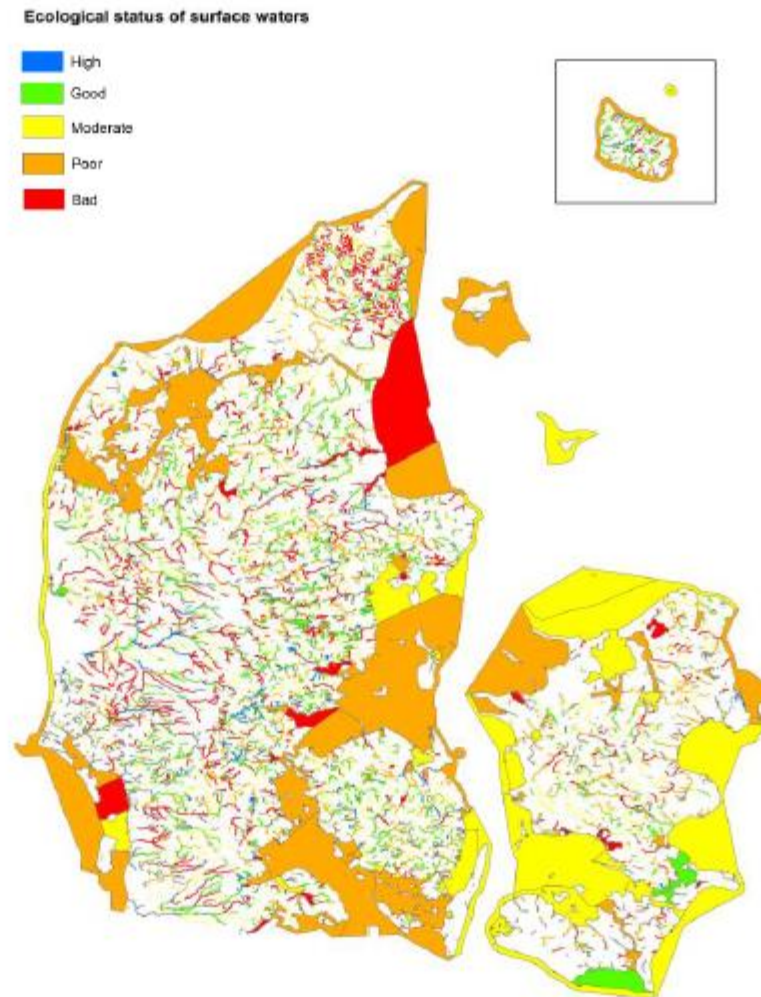 Ecological status of surface waters
High
Good
Moderate
Poor
Bad